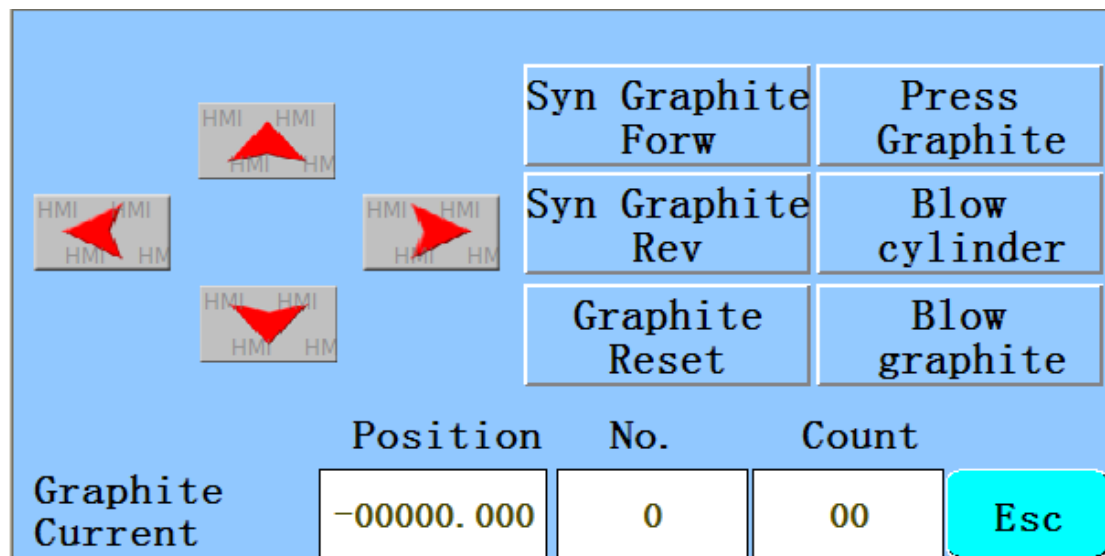 Syn Graphite
Forw
Press
Graphite
HMI HMI
HMI HM
Syn Graphite
Rev
Blow
cylinder
HMI HMI
HMI HM
HMI HMI
HMI HM
Graphite
Reset
Blow
graphite
HMI HMI
HMI HM
Position No. Count
Graphite
Current
-00000.000 0 00 Esc